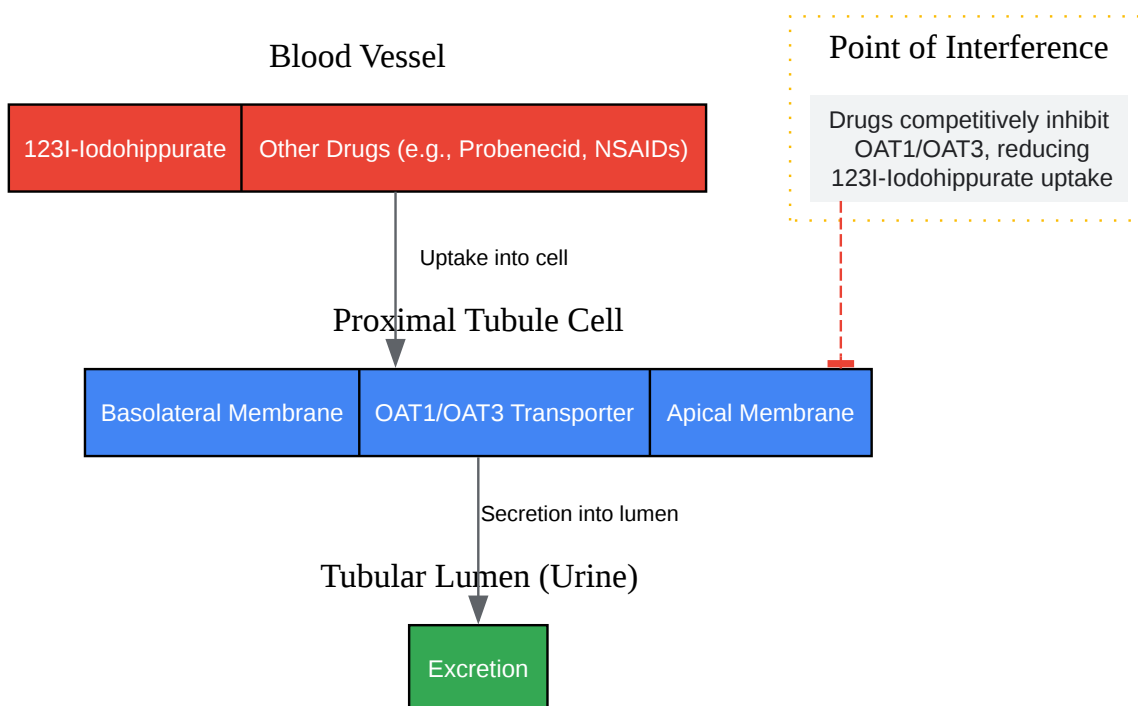 Blood Vessel
Point of Interference
123I-Iodohippurate
Other Drugs (e.g., Probenecid, NSAIDs)
Drugs competitively inhibit
OAT1/OAT3, reducing
123I-Iodohippurate uptake
Uptake into cell
Proximal Tubule Cell
Basolateral Membrane
OAT1/OAT3 Transporter
Apical Membrane
Secretion into lumen
Tubular Lumen (Urine)
Excretion